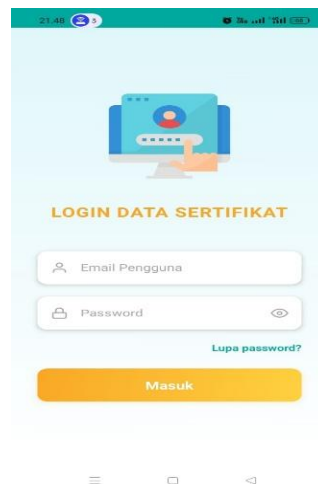 21.48
LOGIN DATA SERTIFIKAT
Email Pengguna
Password
Lupa password?
Masuk